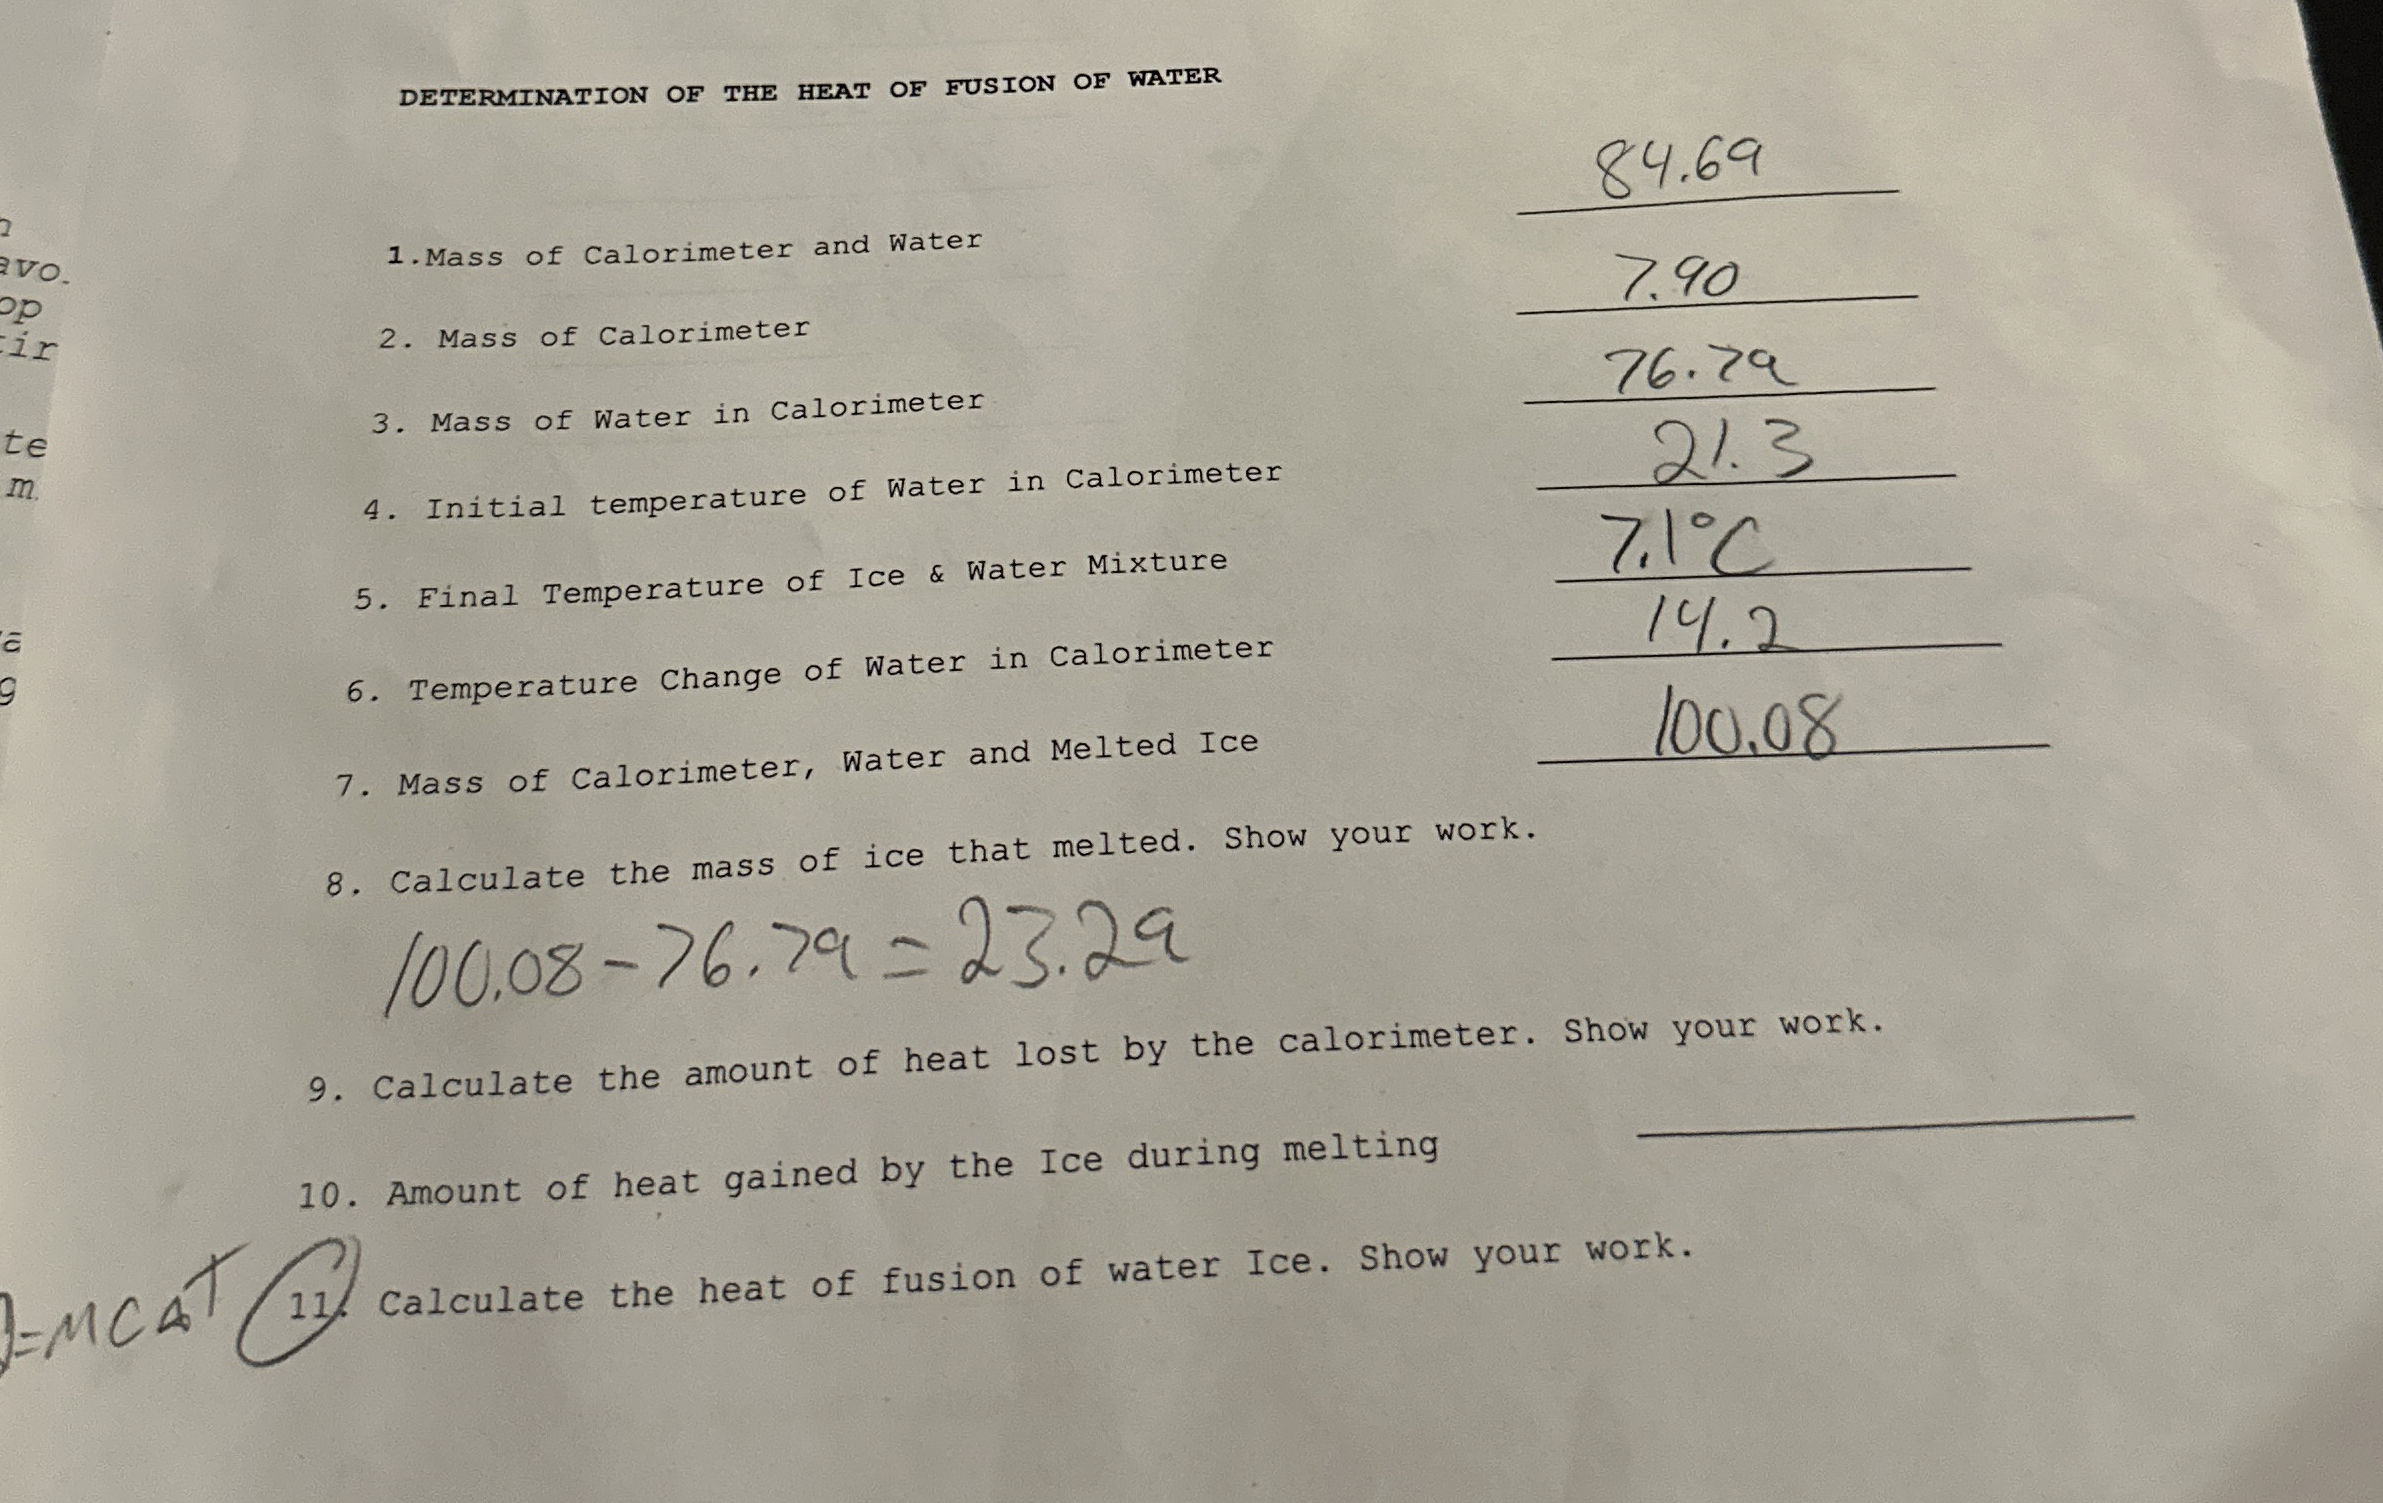 DETERMINATION OF THE HEAT OF FUSION OF WATER
84.69
1. Mass of Calorimeter and Water
7.90
2. Mass of Calorimeter
76.79
3. Mass of Water in Calorimeter
21.3
4. Initial temperature of Water in Calorimeter
7.1°C
5. Final Temperature of Ice & Water Mixture
14.2
6. Temperature Change of Water in Calorimeter
100.08
7. Mass of Calorimeter, Water and Melted Ice
8. Calculate the mass of ice that melted. Show your work.
100.08-76.79=23.29
9. Calculate the amount of heat lost by the calorimeter. Show your work.
10. Amount of heat gained by the Ice during melting
=MCΔT 11. Calculate the heat of fusion of water Ice. Show your work.